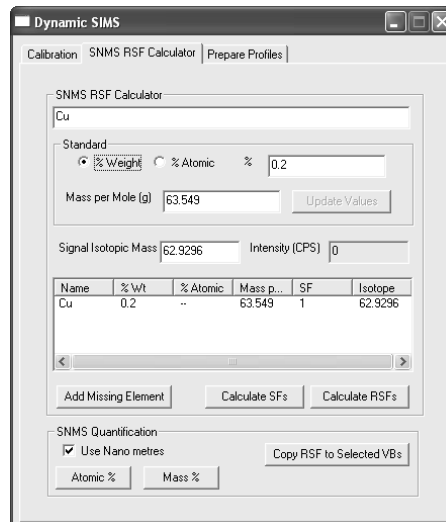 Dynamic SIMS
Calibration SNMS RSF Calculator Prepare Profiles
SNMS RSF Calculator
Cu
Standard
% Weight % Atomic % 0.2
Mass per Mole (g) 63.549 Update Values
Signal Isotopic Mass 62.9296 Intensity (CPS) 0
Name % Wt % Atomic Mass p... SF Isotope
Cu 0.2 -- 63.549 1 62.9296
Add Missing Element Calculate SFs Calculate RSFs
SNMS Quantification
Use Nano metres Copy RSF to Selected VBs
Atomic % Mass %